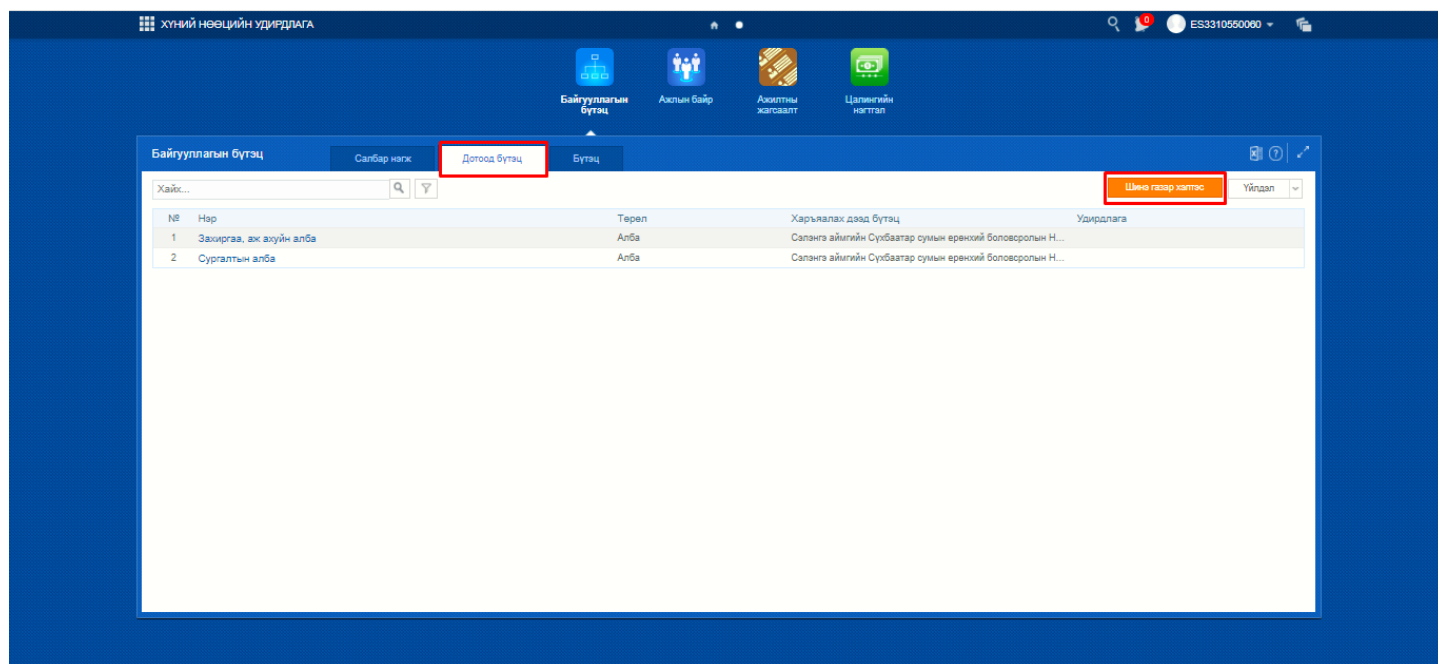 ХҮНИЙ НӨӨЦИЙН УДИРДЛАГА
0
ES3310550060
Байгууллагын бүтэц
Ажлын байр
Ажилтны жагсаалт
Цалингийн нэгтгэл
Байгууллагын бүтэц
Салбар нэгж
Дотоод бүтэц
Бүтэц
Хайх...
Шинэ газар хэлтэс
Үйлдэл
№ Нэр Төрөл Харъяалах дээд бүтэц Удирдлага
1 Захиргаа, аж ахуйн алба Алба Сэлэнгэ аймгийн Сүхбаатар сумын ерөнхий боловсролын Н...
2 Сургалтын алба Алба Сэлэнгэ аймгийн Сүхбаатар сумын ерөнхий боловсролын Н...